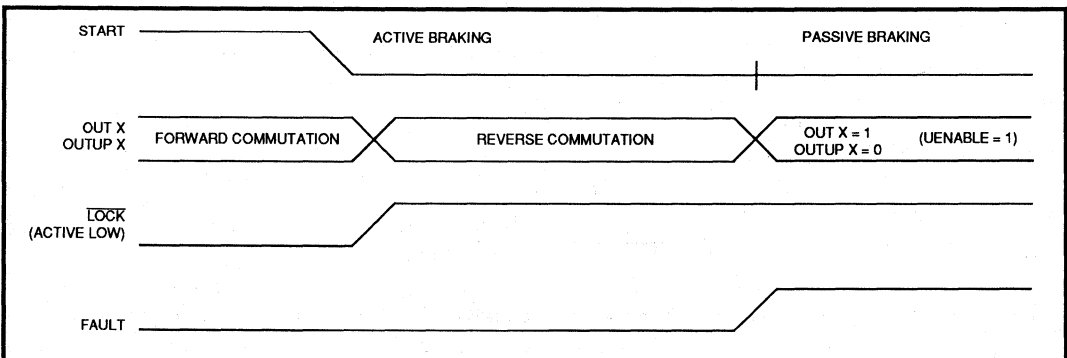 START
ACTIVE BRAKING
PASSIVE BRAKING
OUT X
OUTUP X
FORWARD COMMUTATION
REVERSE COMMUTATION
OUT X = 1
OUTUP X = 0
(UENABLE = 1)
LOCK
(ACTIVE LOW)
FAULT